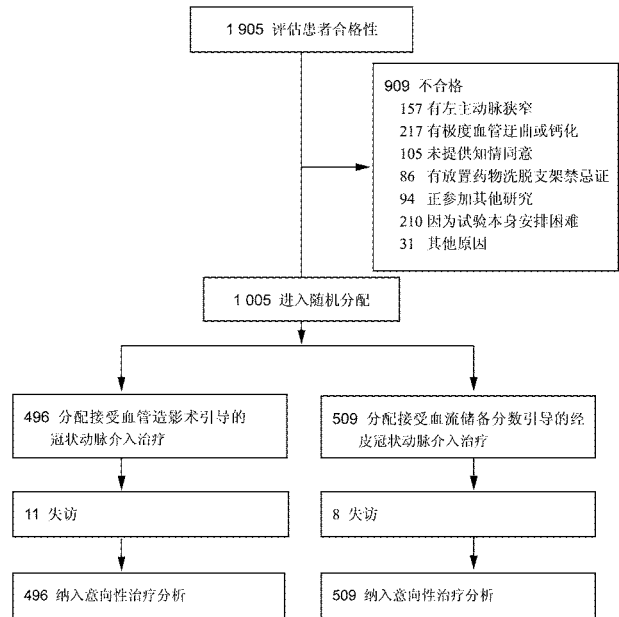 1 905 评估患者合格性
909 不合格
157 有左主动脉狭窄
217 有极度血管迂曲或钙化
105 未提供知情同意
86 有放置药物洗脱支架禁忌证
94 正参加其他研究
210 因为试验本身安排困难
31 其他原因
1 005 进入随机分配
496 分配接受血管造影术引导的
冠状动脉介入治疗
509 分配接受血流储备分数引导的经
皮冠状动脉介入治疗
11 失访
8 失访
496 纳入意向性治疗分析
509 纳入意向性治疗分析